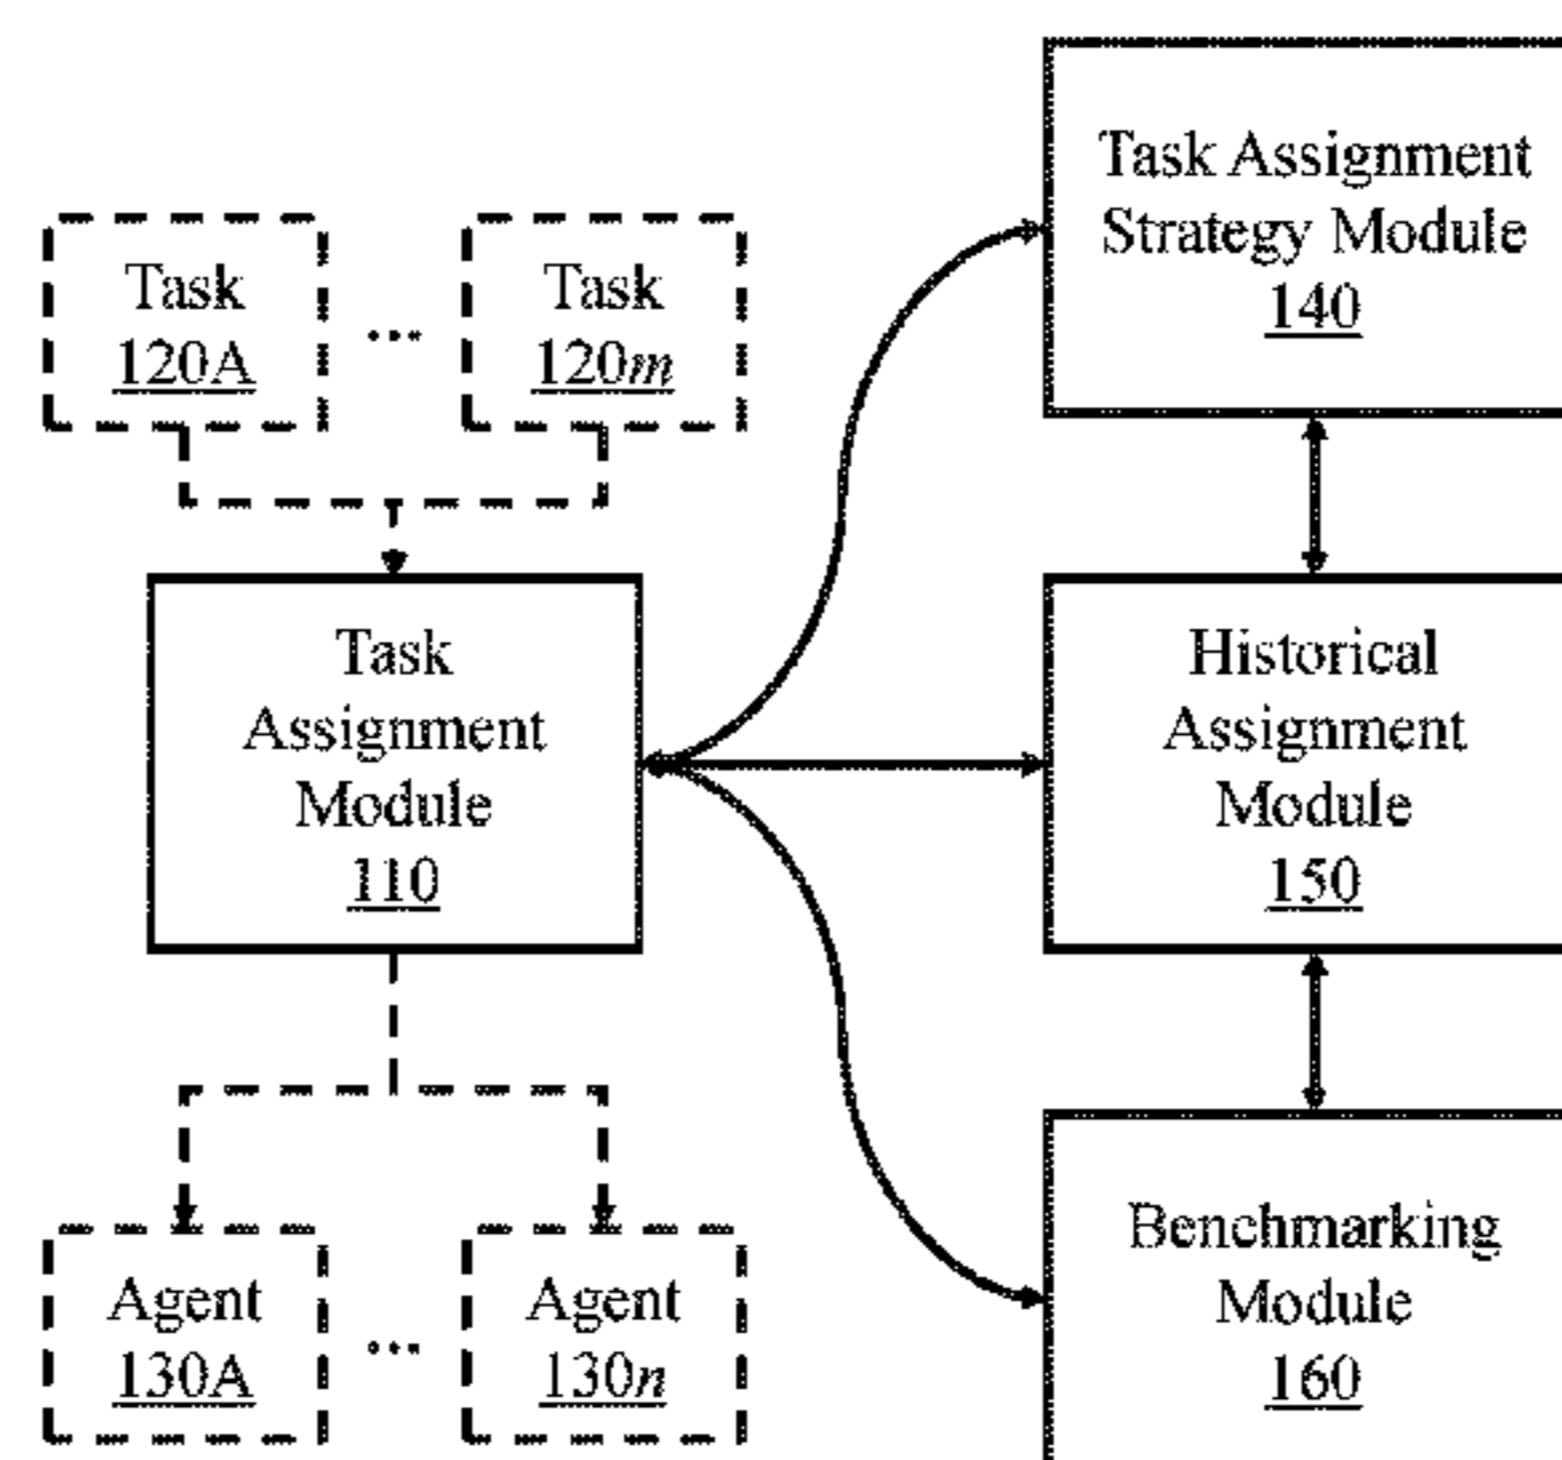 Task Assignment
Strategy Module
140
Task
120A
...
Task
120m
Task
Assignment
Module
110
Historical
Assignment
Module
150
Agent
130A
...
Agent
130n
Benchmarking
Module
160